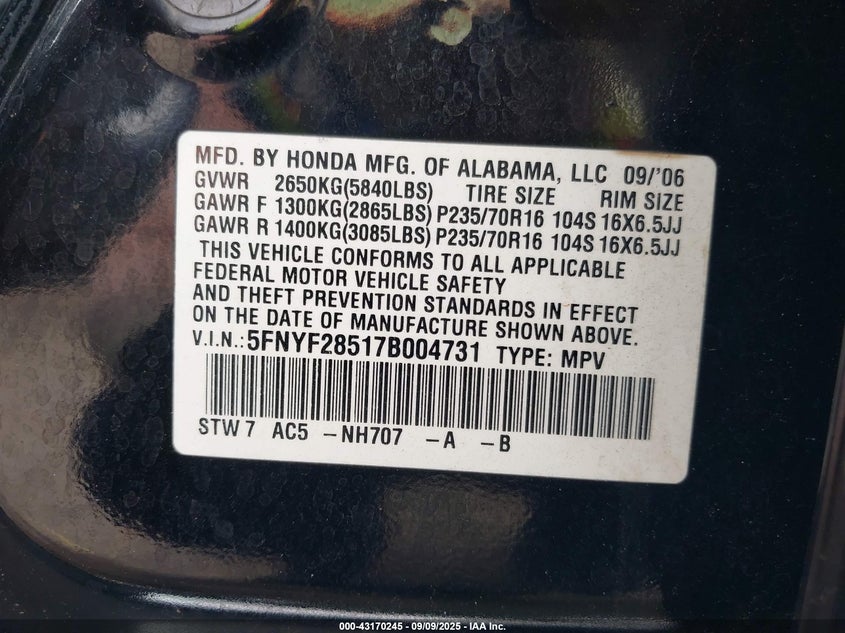 MFD. BY HONDA MFG. OF ALABAMA, LLC 09/'06
GVWR 2650KG(5840LBS) TIRE SIZE RIM SIZE
GAWR F 1300KG(2865LBS) P235/70R16 104S 16X6.5JJ
GAWR R 1400KG(3085LBS) P235/70R16 104S 16X6.5JJ
THIS VEHICLE CONFORMS TO ALL APPLICABLE
FEDERAL MOTOR VEHICLE SAFETY
AND THEFT PREVENTION STANDARDS IN EFFECT
ON THE DATE OF MANUFACTURE SHOWN ABOVE.
V.I.N.: 5FNYF28517B004731 TYPE: MPV
STW7 AC5 -NH707 -A -B
000-43170245 - 09/09/2025 - IAA Inc.